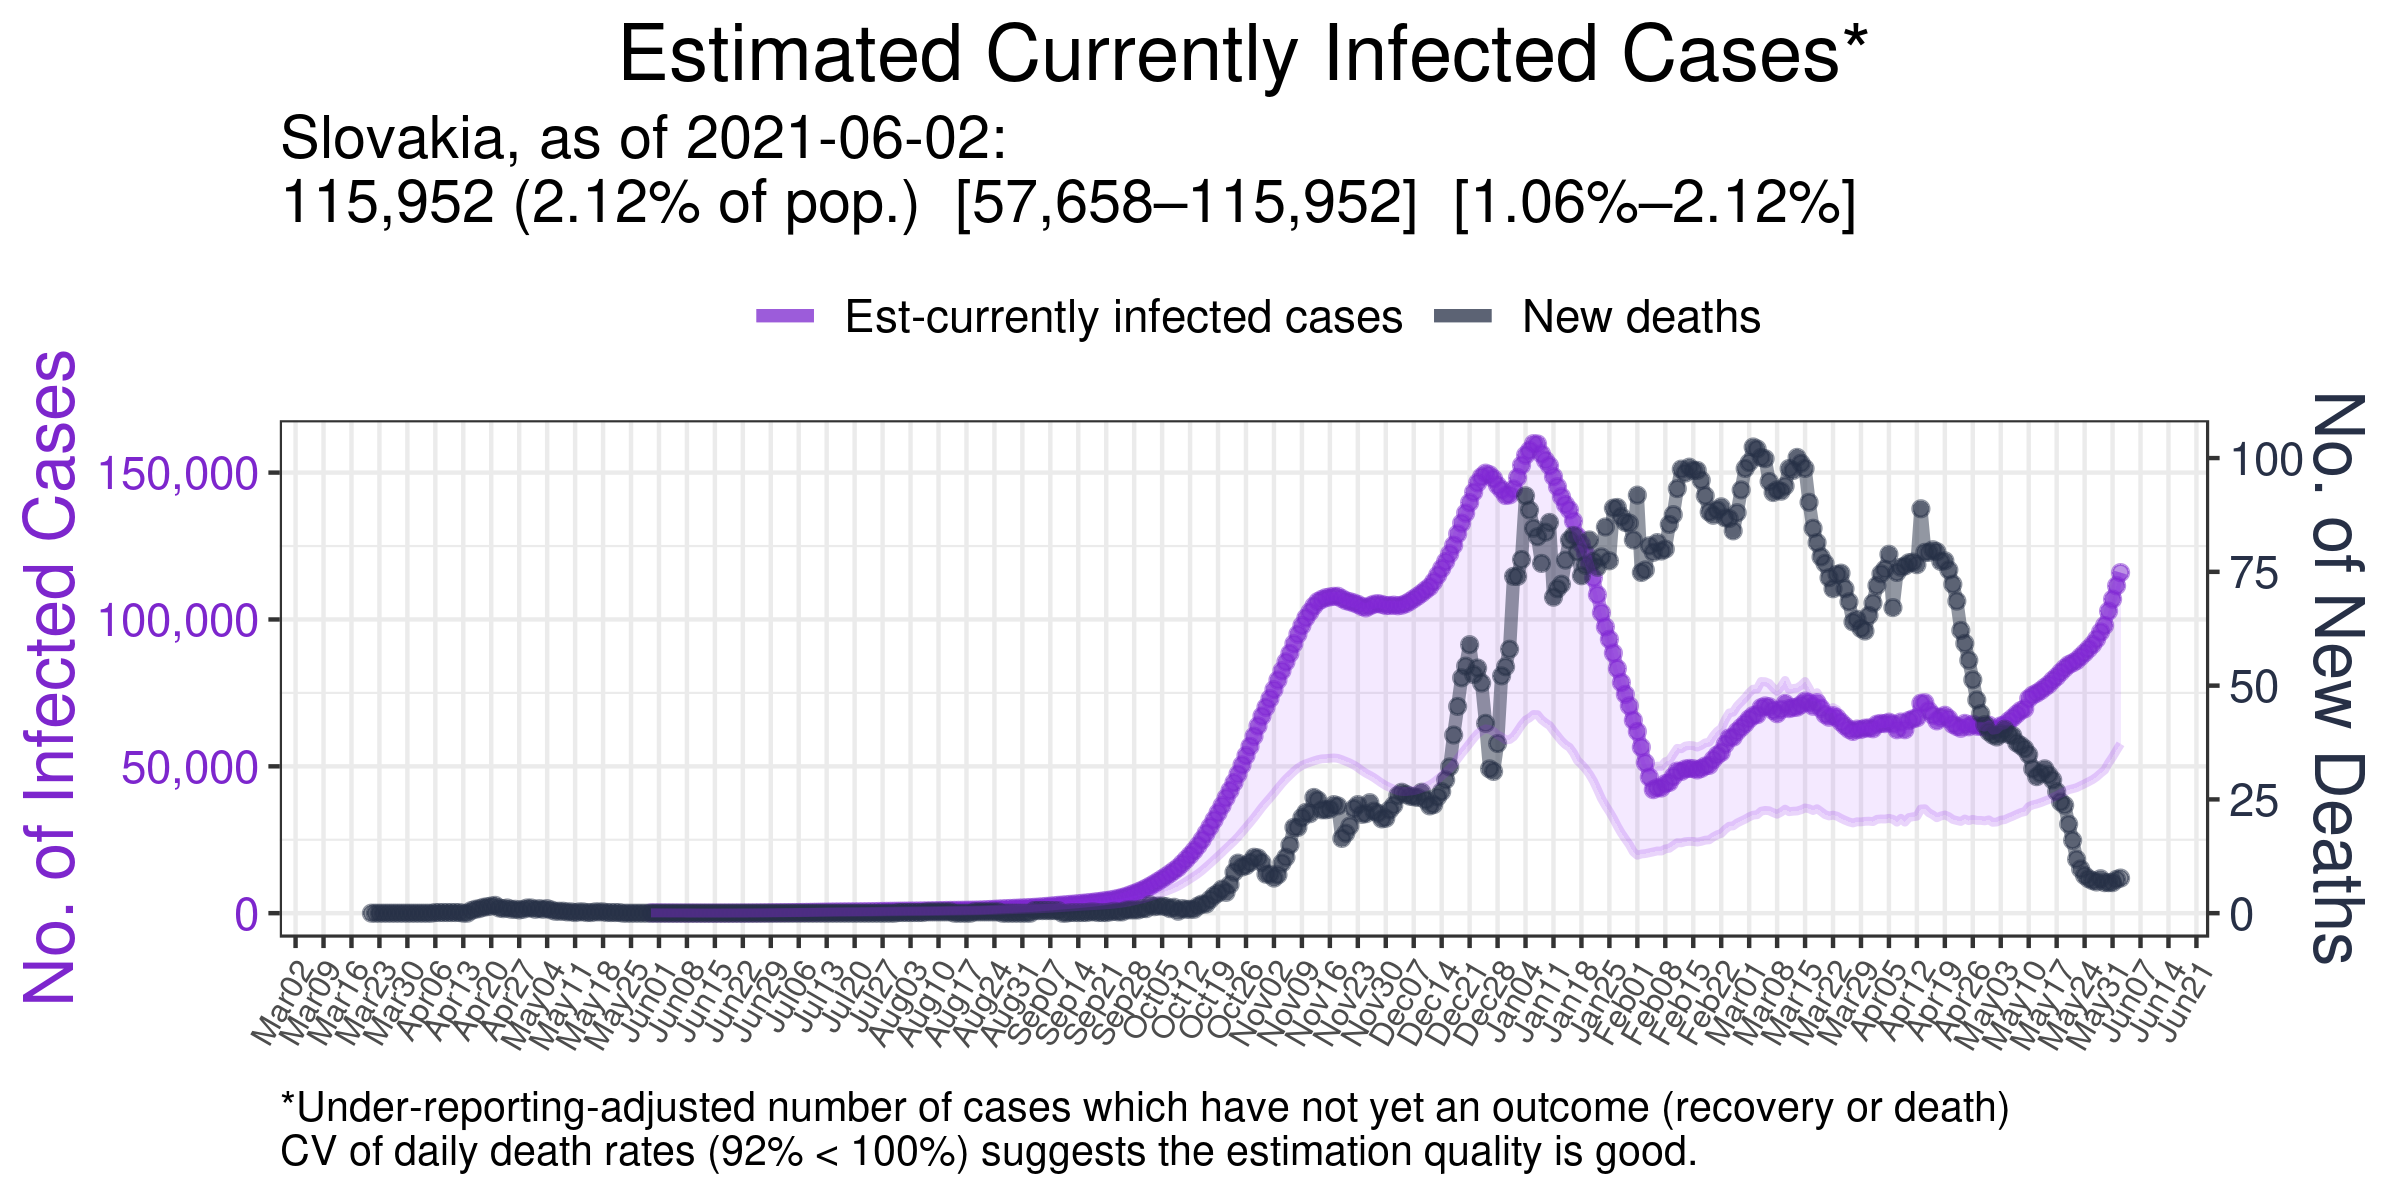 Estimated Currently Infected Cases*
Slovakia, as of 2021-06-02:
115,952 (2.12% of pop.) [57,658–115,952] [1.06%–2.12%]
Est-currently infected cases New deaths
No. of Infected Cases
150,000
100,000
50,000
0
100
75
50
25
0
No. of New Deaths
Mar02 Mar09 Mar16 Mar23 Mar30 Apr06 Apr13 Apr20 Apr27 May04 May11 May18 May25 Jun01 Jun08 Jun15 Jun22 Jun29 Jul06 Jul13 Jul20 Jul27 Aug03 Aug10 Aug17 Aug24 Aug31 Sep07 Sep14 Sep21 Sep28 Oct05 Oct12 Oct19 Oct26 Nov02 Nov09 Nov16 Nov23 Nov30 Dec07 Dec14 Dec21 Dec28 Jan04 Jan11 Jan18 Jan25 Feb01 Feb08 Feb15 Feb22 Mar01 Mar08 Mar15 Mar22 Mar29 Apr05 Apr12 Apr19 Apr26 May03 May10 May17 May24 May31 Jun07 Jun14 Jun21
*Under-reporting-adjusted number of cases which have not yet an outcome (recovery or death)
CV of daily death rates (92% < 100%) suggests the estimation quality is good.